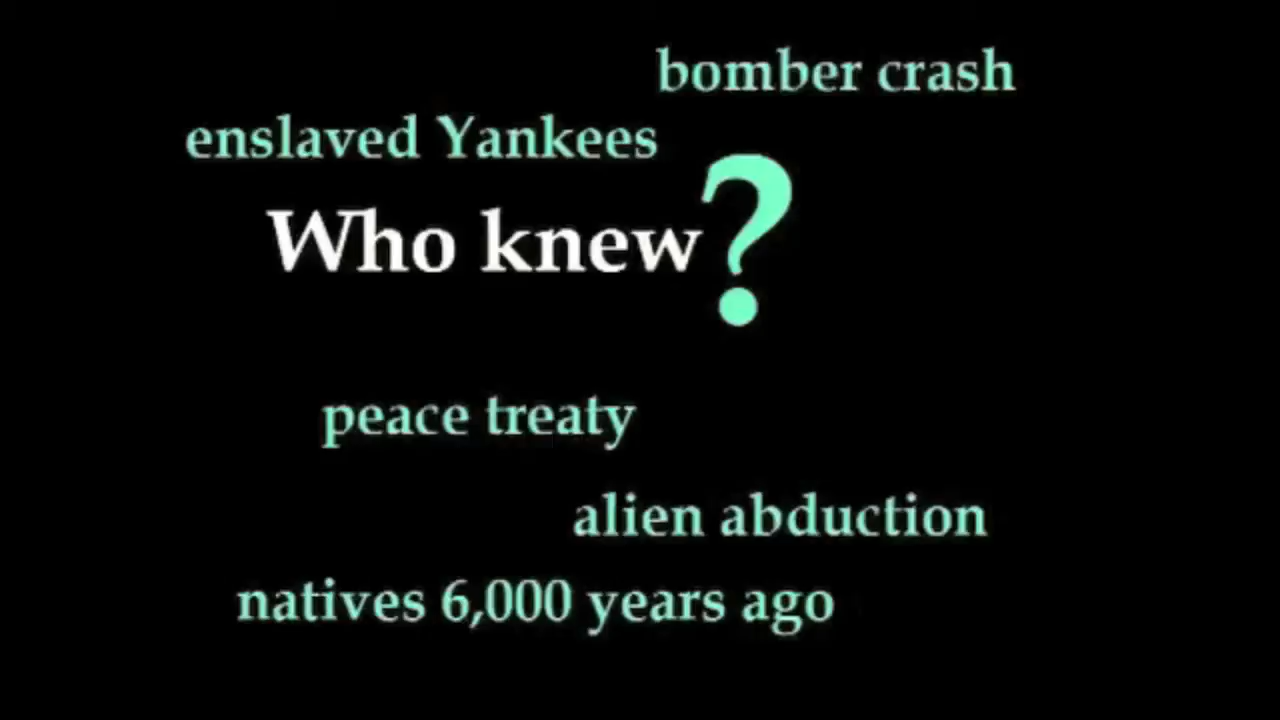 bomber crash
enslaved Yankees
Who knew?
peace treaty
alien abduction
natives 6,000 years ago